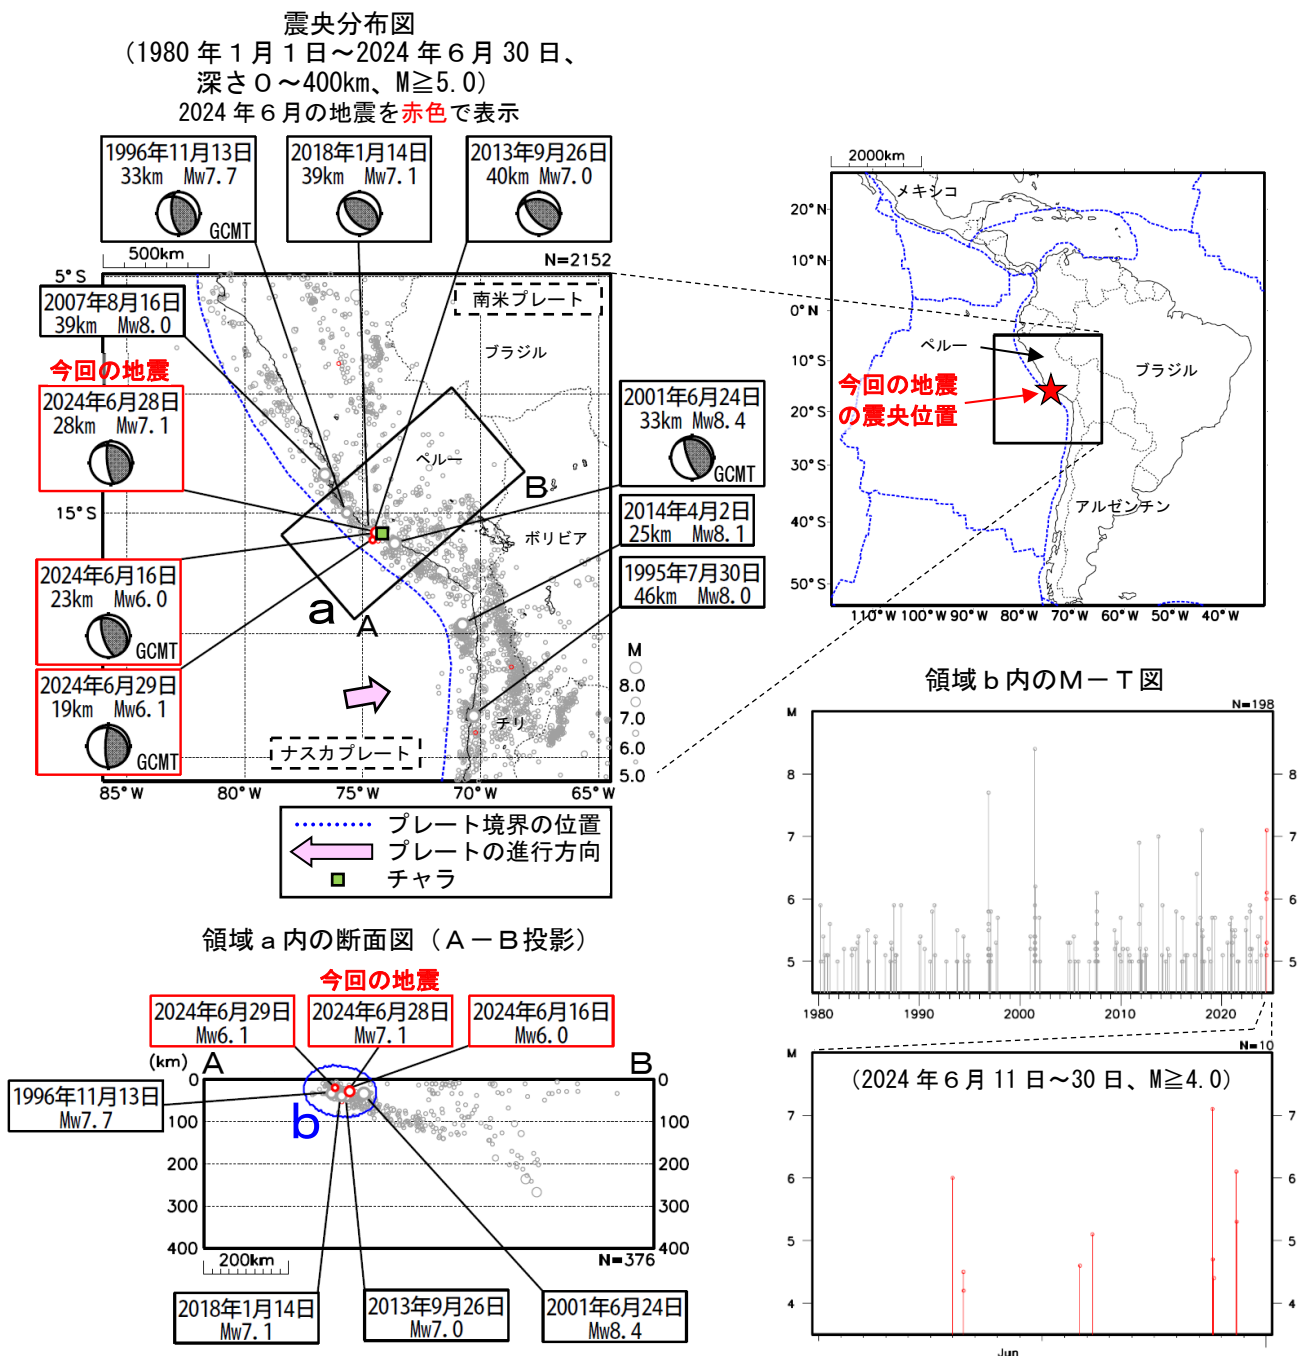 震央分布図
(1980年1月1日～2024年6月30日、
深さ0～400km、M≧5.0)
2024年6月の地震を赤色で表示
1996年11月13日
33km Mw7.7
GCMT
2018年1月14日
39km Mw7.1
2013年9月26日
40km Mw7.0
500km
N=2152
5°S
15°S
85°W
80°W
75°W
70°W
65°W
2007年8月16日
39km Mw8.0
今回の地震
2024年6月28日
28km Mw7.1
2024年6月16日
23km Mw6.0
GCMT
2024年6月29日
19km Mw6.1
GCMT
南米プレート
ブラジル
ペルー
ボリビア
チリ
ナスカプレート
a
A
B
2001年6月24日
33km Mw8.4
GCMT
2014年4月2日
25km Mw8.1
1995年7月30日
46km Mw8.0
M
8.0
7.0
6.0
5.0
プレート境界の位置
プレートの進行方向
チャラ
2000km
メキシコ
ペルー
ブラジル
アルゼンチン
今回の地震
の震央位置
20°N
10°N
0°N
10°S
20°S
30°S
40°S
50°S
110°W
100°W
90°W
80°W
70°W
60°W
50°W
40°W
領域a内の断面図(A-B投影)
今回の地震
2024年6月29日
Mw6.1
2024年6月28日
Mw7.1
2024年6月16日
Mw6.0
(km)
A
B
0
100
200
300
400
0
100
200
300
400
b
1996年11月13日
Mw7.7
200km
N=376
2018年1月14日
Mw7.1
2013年9月26日
Mw7.0
2001年6月24日
Mw8.4
領域b内のM-T図
M
N=198
8
7
6
5
8
7
6
5
1980
1990
2000
2010
2020
M
N=10
(2024年6月11日～30日、M≧4.0)
7
6
5
4
7
6
5
4
Jun